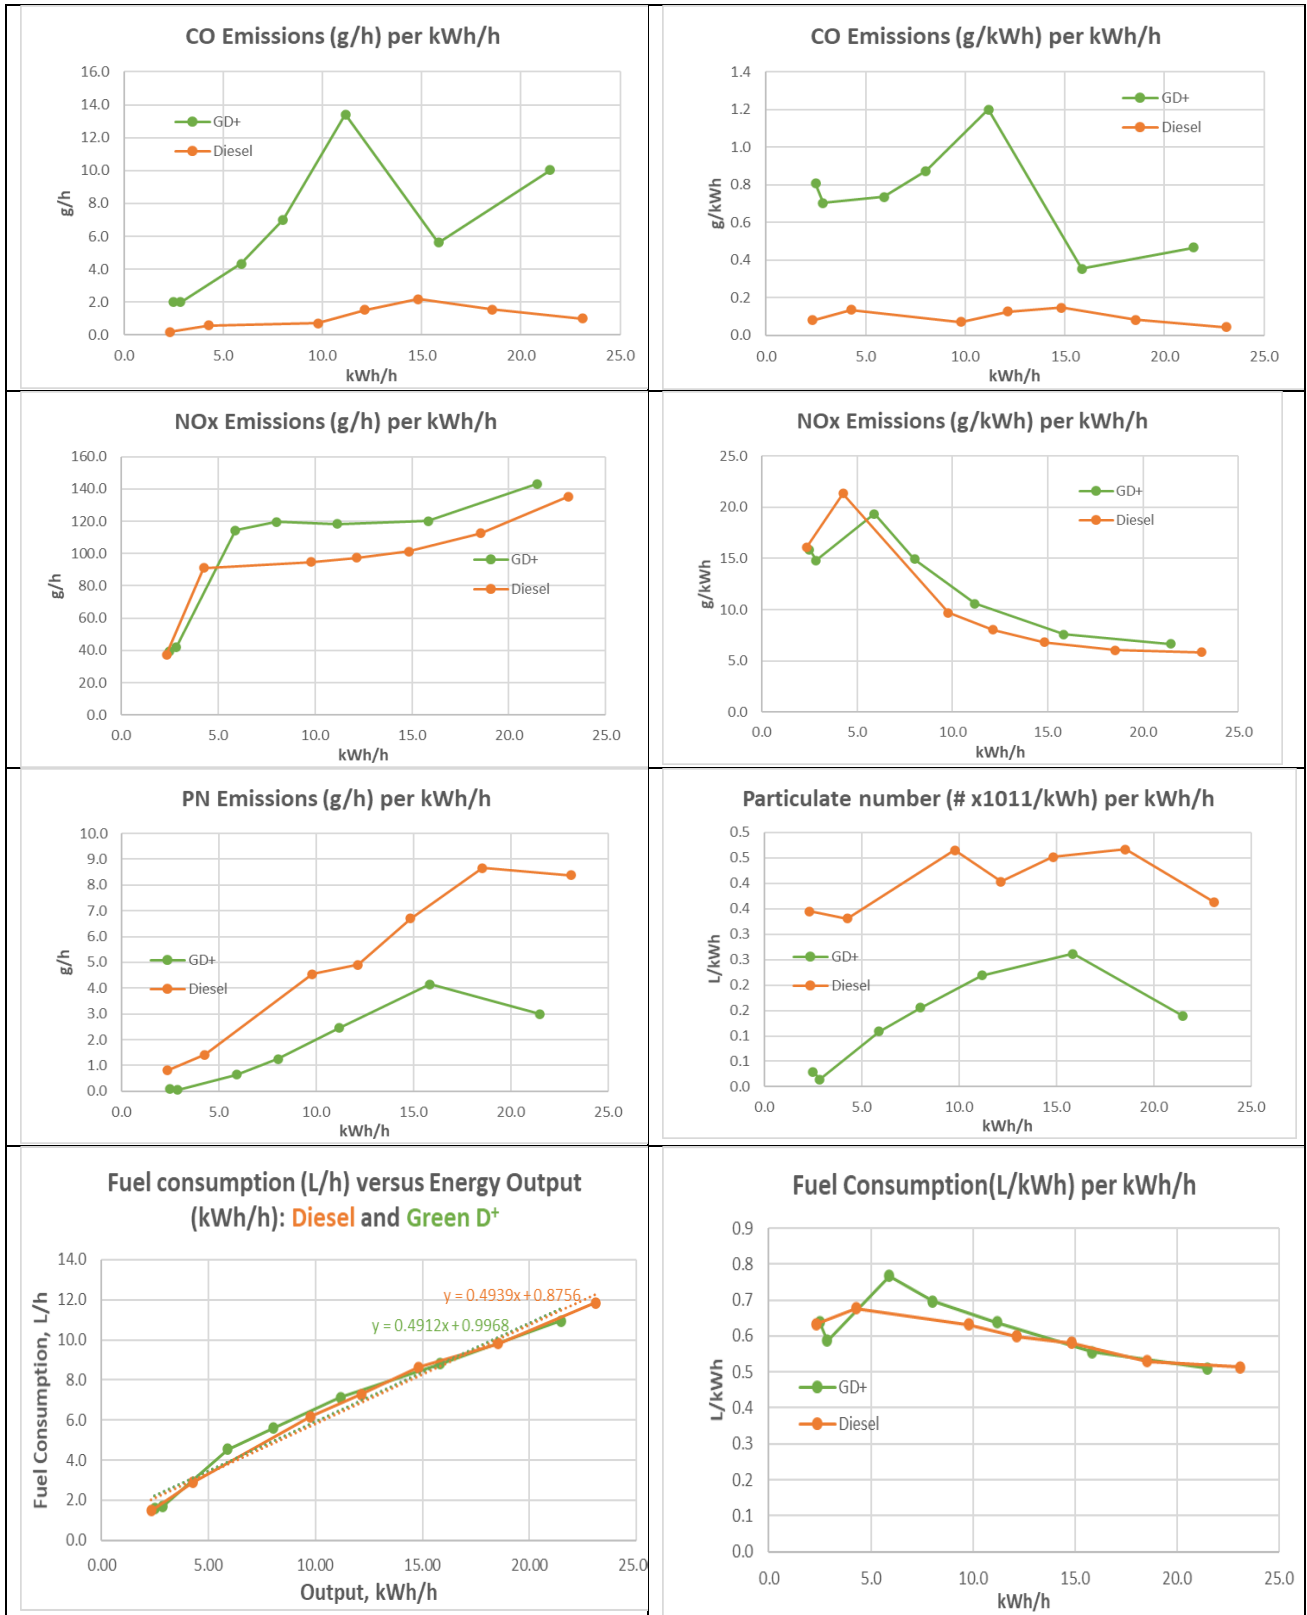 CO Emissions (g/h) per kWh/h
16.0
14.0
12.0
10.0
8.0
6.0
4.0
2.0
0.0
g/h
GD+
Diesel
0.0 5.0 10.0 15.0 20.0 25.0
kWh/h
CO Emissions (g/kWh) per kWh/h
1.4
1.2
1.0
0.8
0.6
0.4
0.2
0.0
g/kWh
GD+
Diesel
0.0 5.0 10.0 15.0 20.0 25.0
kWh/h
NOx Emissions (g/h) per kWh/h
160.0
140.0
120.0
100.0
80.0
60.0
40.0
20.0
0.0
g/h
GD+
Diesel
0.0 5.0 10.0 15.0 20.0 25.0
kWh/h
NOx Emissions (g/kWh) per kWh/h
25.0
20.0
15.0
10.0
5.0
0.0
g/kWh
GD+
Diesel
0.0 5.0 10.0 15.0 20.0 25.0
kWh/h
PN Emissions (g/h) per kWh/h
10.0
9.0
8.0
7.0
6.0
5.0
4.0
3.0
2.0
1.0
0.0
g/h
GD+
Diesel
0.0 5.0 10.0 15.0 20.0 25.0
kWh/h
Particulate number (# x1011/kWh) per kWh/h
0.5
0.5
0.4
0.4
0.3
0.3
0.2
0.2
0.1
0.1
0.0
L/kWh
GD+
Diesel
0.0 5.0 10.0 15.0 20.0 25.0
kWh/h
Fuel consumption (L/h) versus Energy Output
(kWh/h): Diesel and Green D+
14.0
12.0
10.0
8.0
6.0
4.0
2.0
0.0
Fuel Consumption, L/h
y = 0.4939x + 0.8756
y = 0.4912x + 0.9968
0.00 5.00 10.00 15.00 20.00 25.00
Output, kWh/h
Fuel Consumption(L/kWh) per kWh/h
0.9
0.8
0.7
0.6
0.5
0.4
0.3
0.2
0.1
0.0
L/kWh
GD+
Diesel
0.0 5.0 10.0 15.0 20.0 25.0
kWh/h